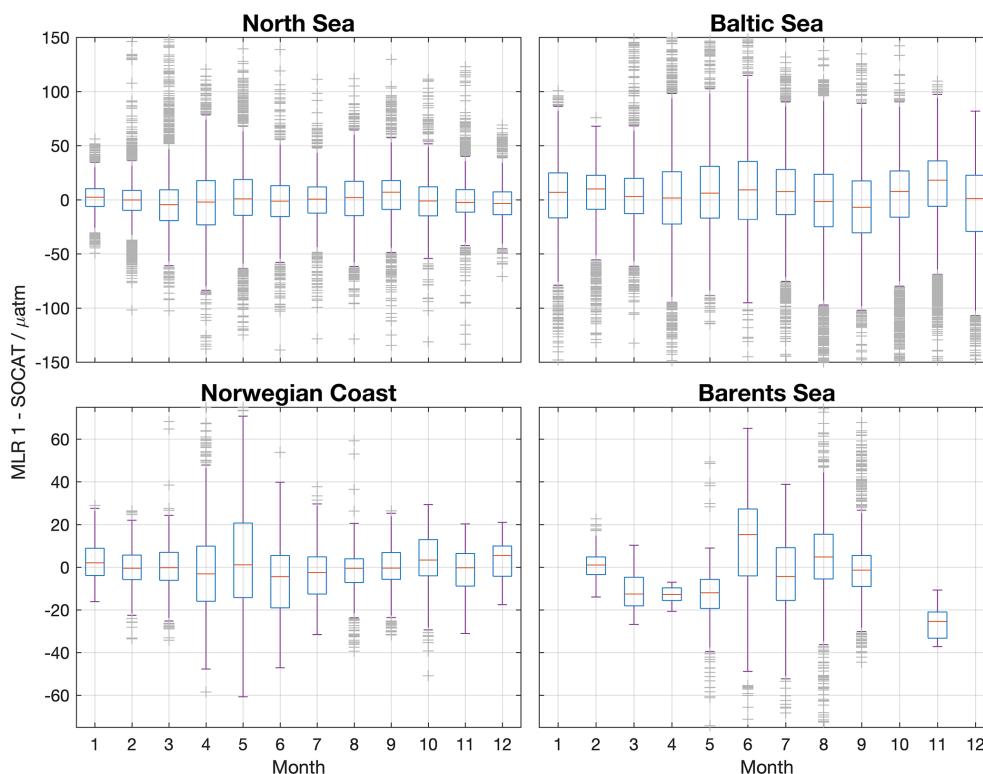 North Sea
Baltic Sea
150
100
50
0
-50
-100
-150
Norwegian Coast
Barents Sea
60
40
20
0
-20
-40
-60
MLR 1 - SOCAT / μatm
1 2 3 4 5 6 7 8 9 10 11 12
1 2 3 4 5 6 7 8 9 10 11 12
Month
Month